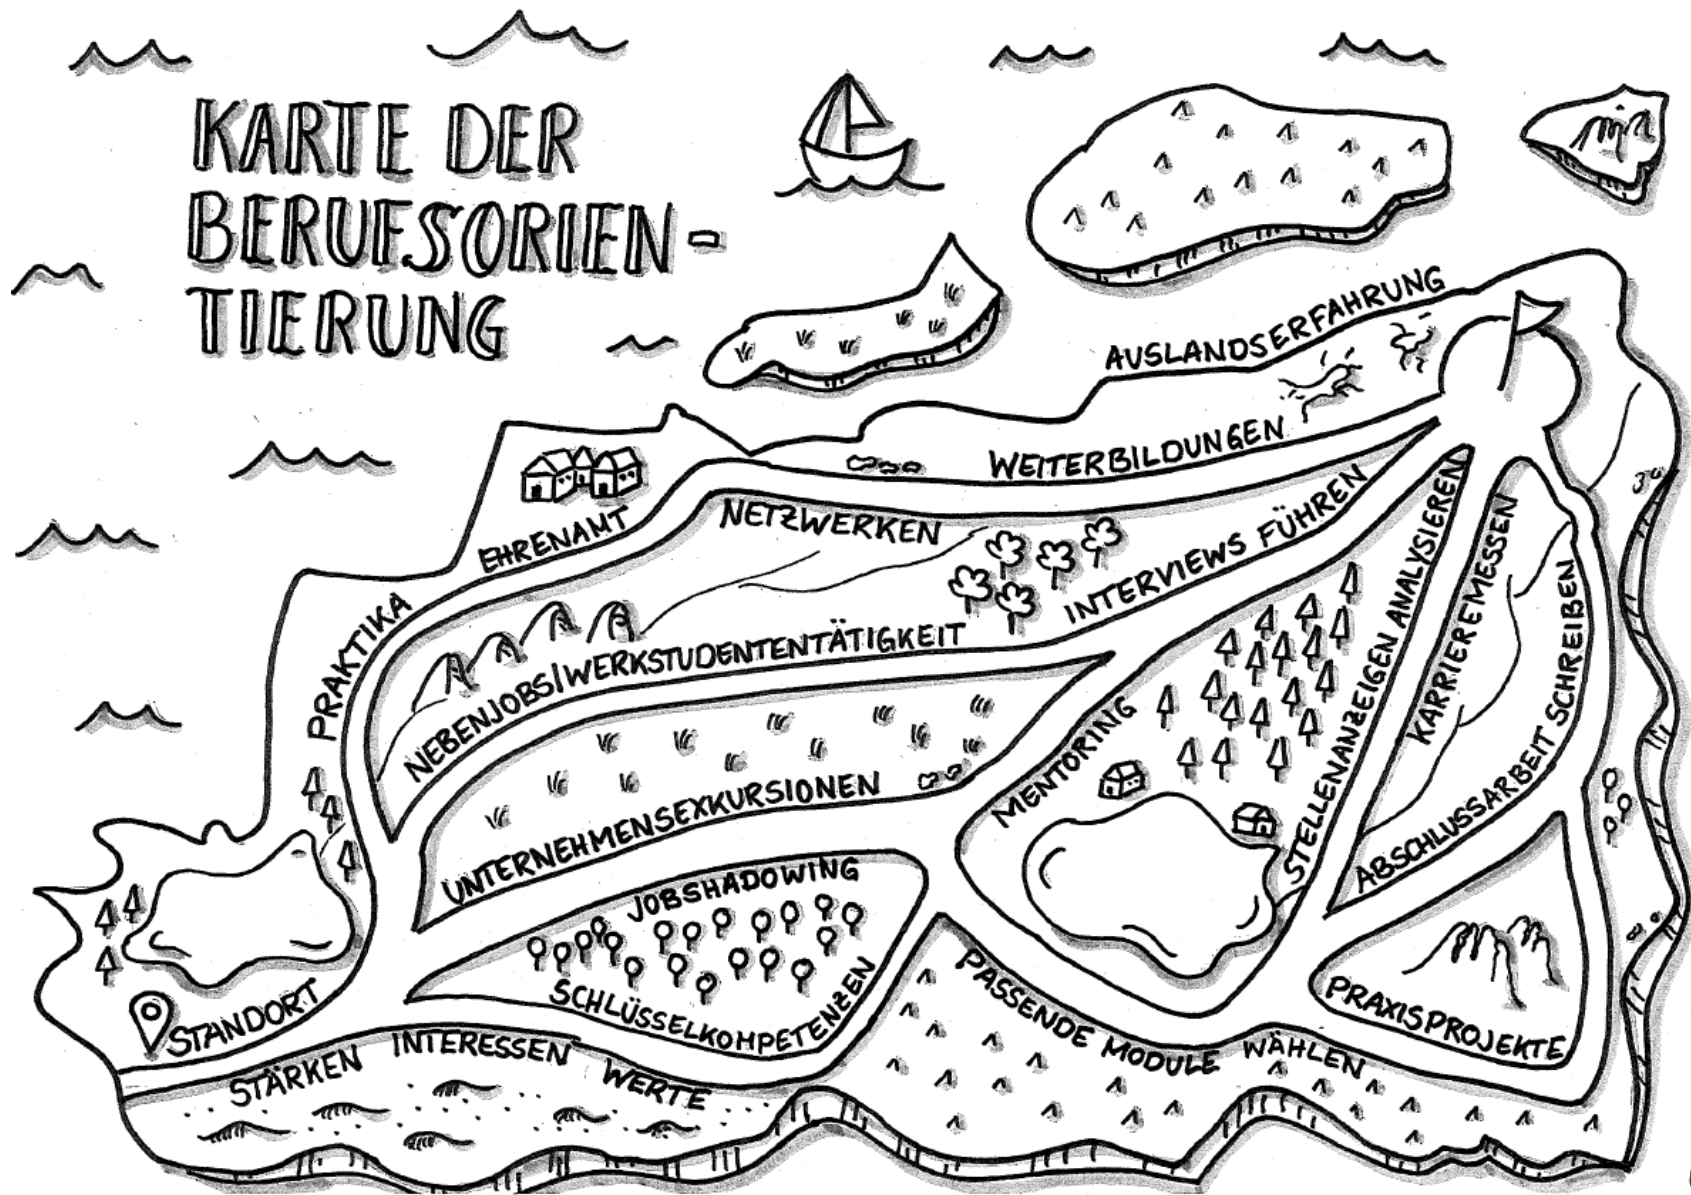 KARTE DER
BERUFSORIEN-
TIERUNG
AUSLANDSERFAHRUNG
WEITERBILDUNGEN
EHRENAMT
NETZWERKEN
INTERVIEWS FÜHREN
PRAKTIKA
NEBENJOBS/WERKSTUDENTENTÄTIGKEIT
STELLENANZEIGEN ANALYSIEREN
KARRIEREMESSEN
MENTORING
UNTERNEHMENSEXKURSIONEN
ABSCHLUSSARBEIT SCHREIBEN
JOBSHADOWING
SCHLÜSSELKOMPETENZEN
PASSENDE MODULE WÄHLEN
PRAXISPROJEKTE
STANDORT
STÄRKEN INTERESSEN WERTE